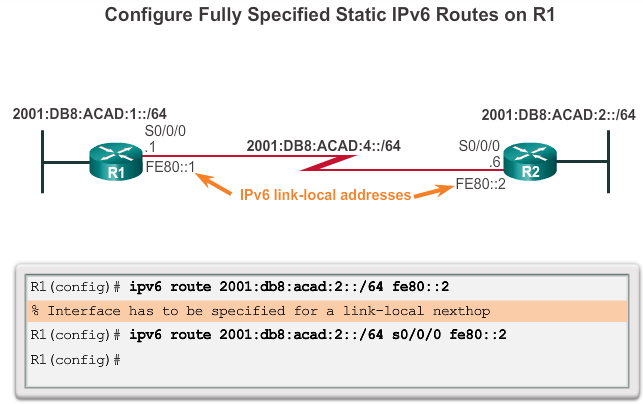 Configure Fully Specified Static IPv6 Routes on R1
2001:DB8:ACAD:1::/64
2001:DB8:ACAD:2::/64
S0/0/0
2001:DB8:ACAD:4::/64
S0/0/0
.1
.6
R1
FE80::1
R2
FE80::2
IPv6 link-local addresses
R1(config)# ipv6 route 2001:db8:acad:2::/64 fe80::2
% Interface has to be specified for a link-local nexthop
R1(config)# ipv6 route 2001:db8:acad:2::/64 s0/0/0 fe80::2
R1(config)#